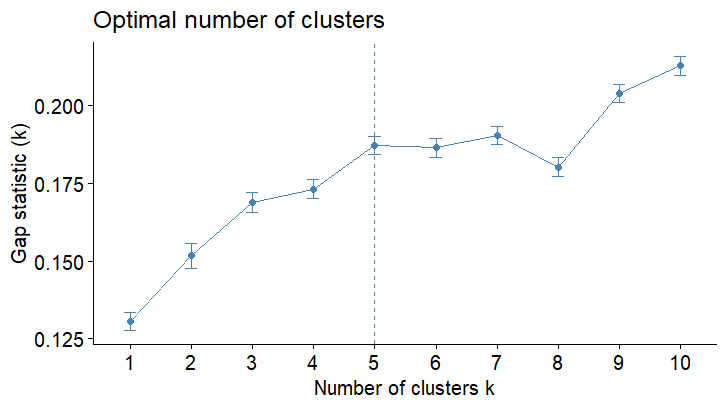 Optimal number of clusters
Gap statistic (k)
0.200
0.175
0.150
0.125
1 2 3 4 5 6 7 8 9 10
Number of clusters k